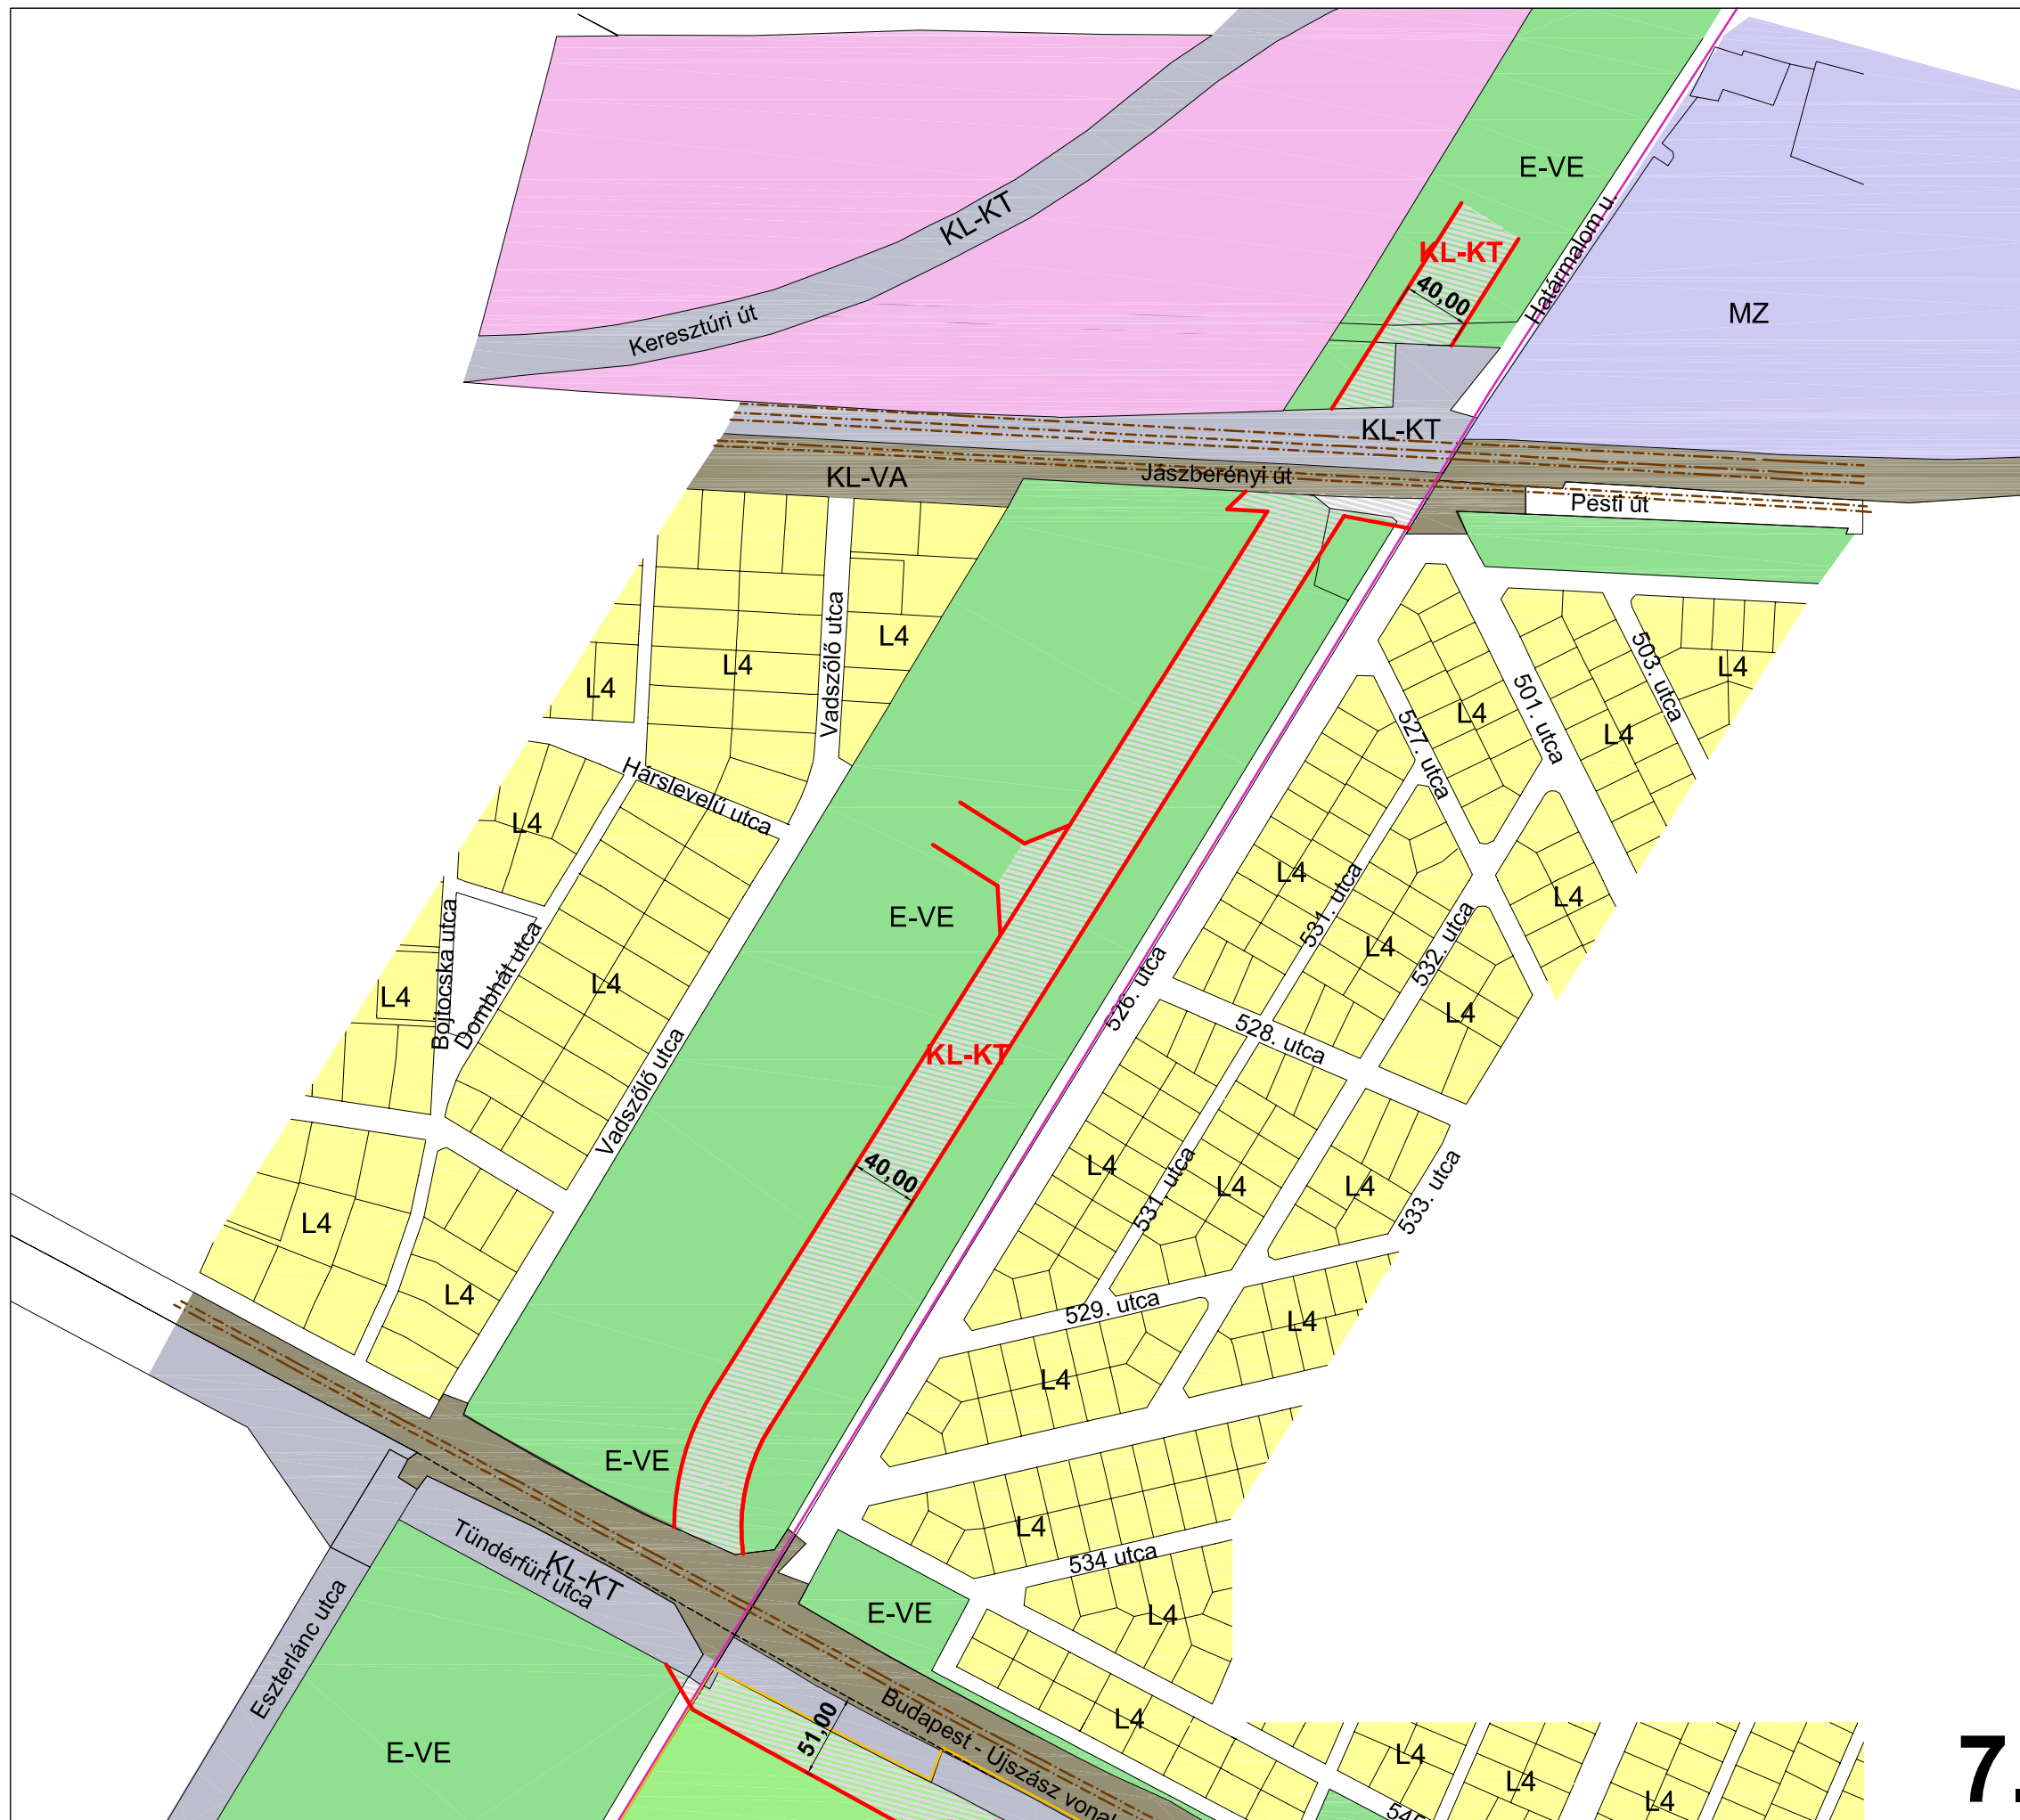 E-VE
KL-KT
KL-KT
40,00
Határmalom u.
MZ
Keresztúri út
KL-KT
KL-VA
Jászberényi út
Pesti út
L4
L4
L4
Vadszőlő utca
L4
501. utca
L4
503. utca
L4
527. utca
Hárslevelű utca
L4
L4
531. utca
L4
532. utca
L4
E-VE
L4
L4
Bojtocska utca
Dombhát utca
L4
526. utca
528. utca
KL-KT
Vadszőlő utca
40,00
L4
531. utca
L4
L4
533. utca
L4
L4
529. utca
L4
L4
E-VE
L4
534 utca
L4
KL-KT
Tündérfürt utca
Eszterlánc utca
E-VE
E-VE
51,00
Budapest - Újszász vonal
L4
L4
L4
L4
7.